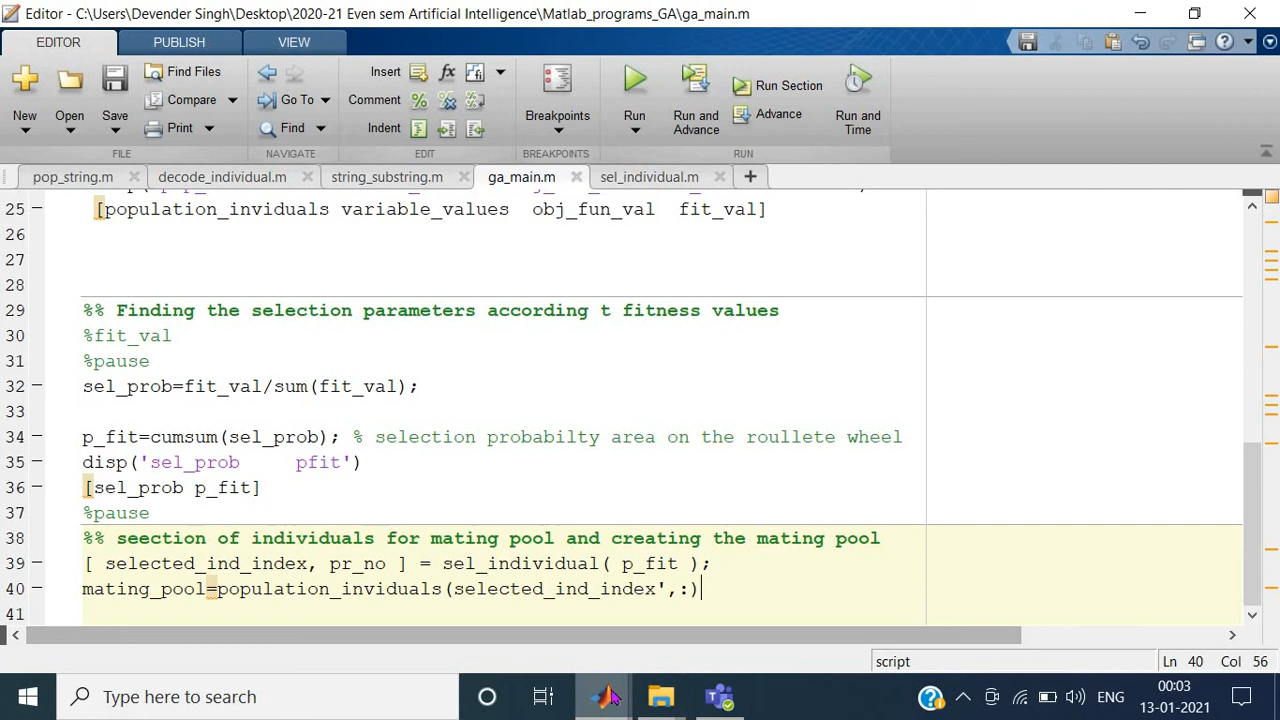 Editor - C:\Users\Devender Singh\Desktop\2020-21 Even sem Artificial Intelligence\Matlab_programs_GA\ga_main.m
EDITOR PUBLISH VIEW
New Open Save Find Files Compare Print Go To Find Insert Comment Indent Breakpoints Run Run and Advance Run Section Advance Run and Time
FILE NAVIGATE EDIT BREAKPOINTS RUN
pop_string.m decode_individual.m string_substring.m ga_main.m sel_individual.m
25 [population_inviduals variable_values obj_fun_val fit_val]
26
27
28
29 %% Finding the selection parameters according t fitness values
30 %fit_val
31 %pause
32 sel_prob=fit_val/sum(fit_val);
33
34 p_fit=cumsum(sel_prob); % selection probabilty area on the roullete wheel
35 disp('sel_prob pfit')
36 [sel_prob p_fit]
37 %pause
38 %% seection of individuals for mating pool and creating the mating pool
39 [ selected_ind_index, pr_no ] = sel_individual( p_fit );
40 mating_pool=population_inviduals(selected_ind_index',:)
41
script Ln 40 Col 56
Type here to search ENG 00:03 13-01-2021